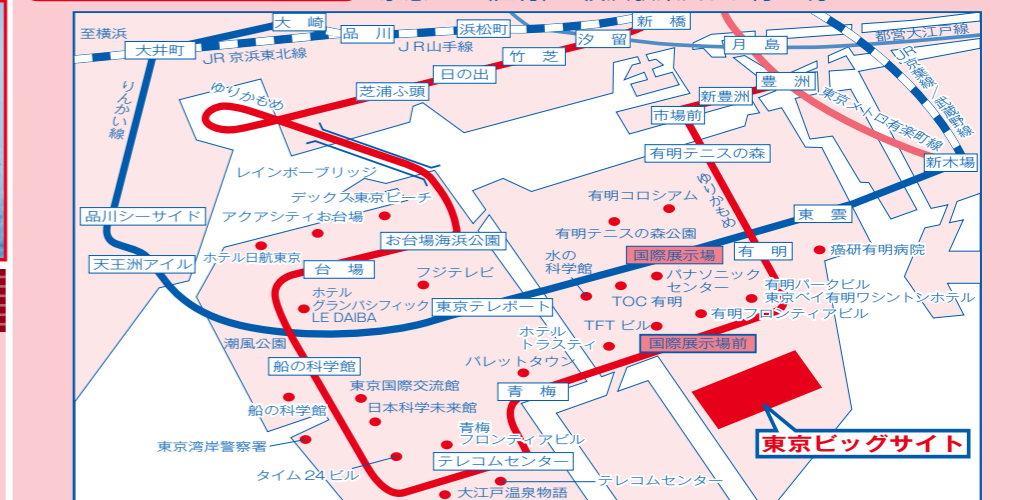 大崎
新橋
至横浜
品川
浜松町
汐留
大井町
JR山手線
月島
都営大江戸線
JR京浜東北線
竹芝
日の出
豊洲
JR京葉線/武蔵野線
りんかい線
ゆりかもめ
芝浦ふ頭
新豊洲
東京メトロ有楽町線
市場前
有明テニスの森
新木場
レインボーブリッジ
ゆりかもめ
デックス東京ビーチ
有明コロシアム
品川シーサイド
アクアシティお台場
東雲
お台場海浜公園
有明テニスの森公園
ホテル日航東京
水の
科学館
国際展示場
有明
癌研有明病院
天王洲アイル
台場
フジテレビ
パナソニック
センター
有明パークビル
ホテル
グランパシフィック
LE DAIBA
東京テレポート
TOC有明
東京ベイ有明ワシントンホテル
有明フロンティアビル
TFTビル
ホテル
トラスティ
潮風公園
国際展示場前
船の科学館
パレットタウン
東京国際交流館
青梅
船の科学館
日本科学未来館
青梅
フロンティアビル
東京湾岸警察署
東京ビッグサイト
テレコムセンター
タイム24ビル
テレコムセンター
大江戸温泉物語